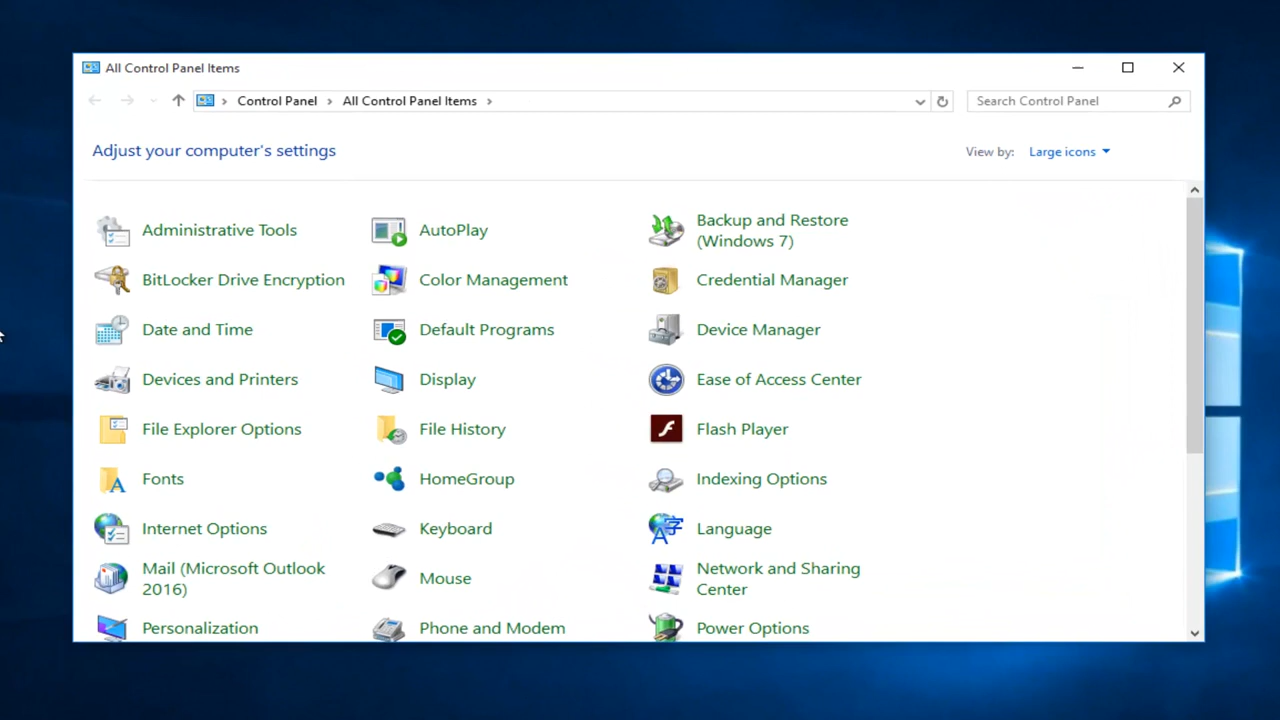 All Control Panel Items
Control Panel > All Control Panel Items >
Search Control Panel
Adjust your computer's settings
View by: Large icons
Administrative Tools
AutoPlay
Backup and Restore
(Windows 7)
BitLocker Drive Encryption
Color Management
Credential Manager
Date and Time
Default Programs
Device Manager
Devices and Printers
Display
Ease of Access Center
File Explorer Options
File History
Flash Player
Fonts
HomeGroup
Indexing Options
Internet Options
Keyboard
Language
Mail (Microsoft Outlook
2016)
Mouse
Network and Sharing
Center
Personalization
Phone and Modem
Power Options